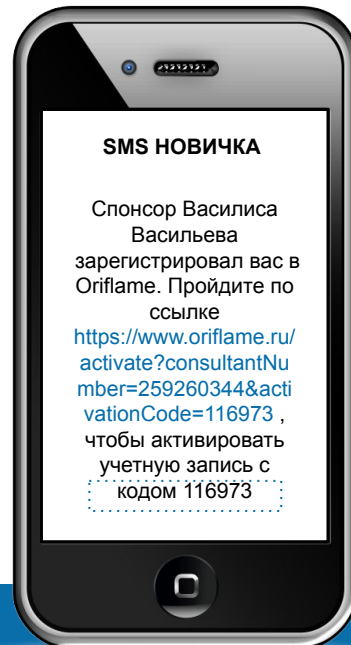 SMS НОВИЧКА
Спонсор Василиса
Васильева
зарегистрировал вас в
Oriflame. Пройдите по
ссылке
https://www.oriflame.ru/
activate?consultantNu
mber=259260344&acti
vationCode=116973 ,
чтобы активировать
учетную запись с
кодом 116973